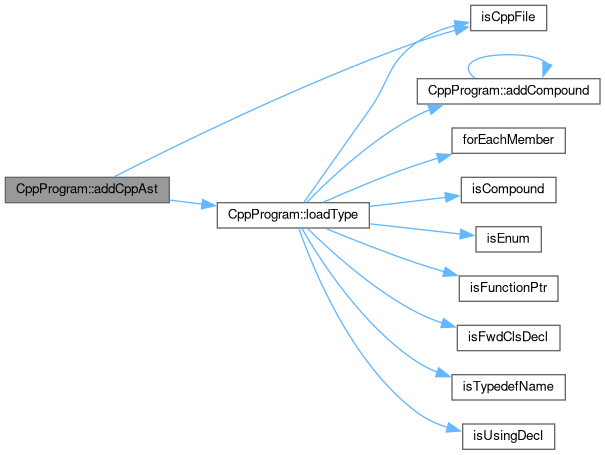 isCppFile
CppProgram::addCompound
forEachMember
CppProgram::addCppAst
isCompound
CppProgram::loadType
isEnum
isFunctionPtr
isFwdClsDecl
isTypedefName
isUsingDecl